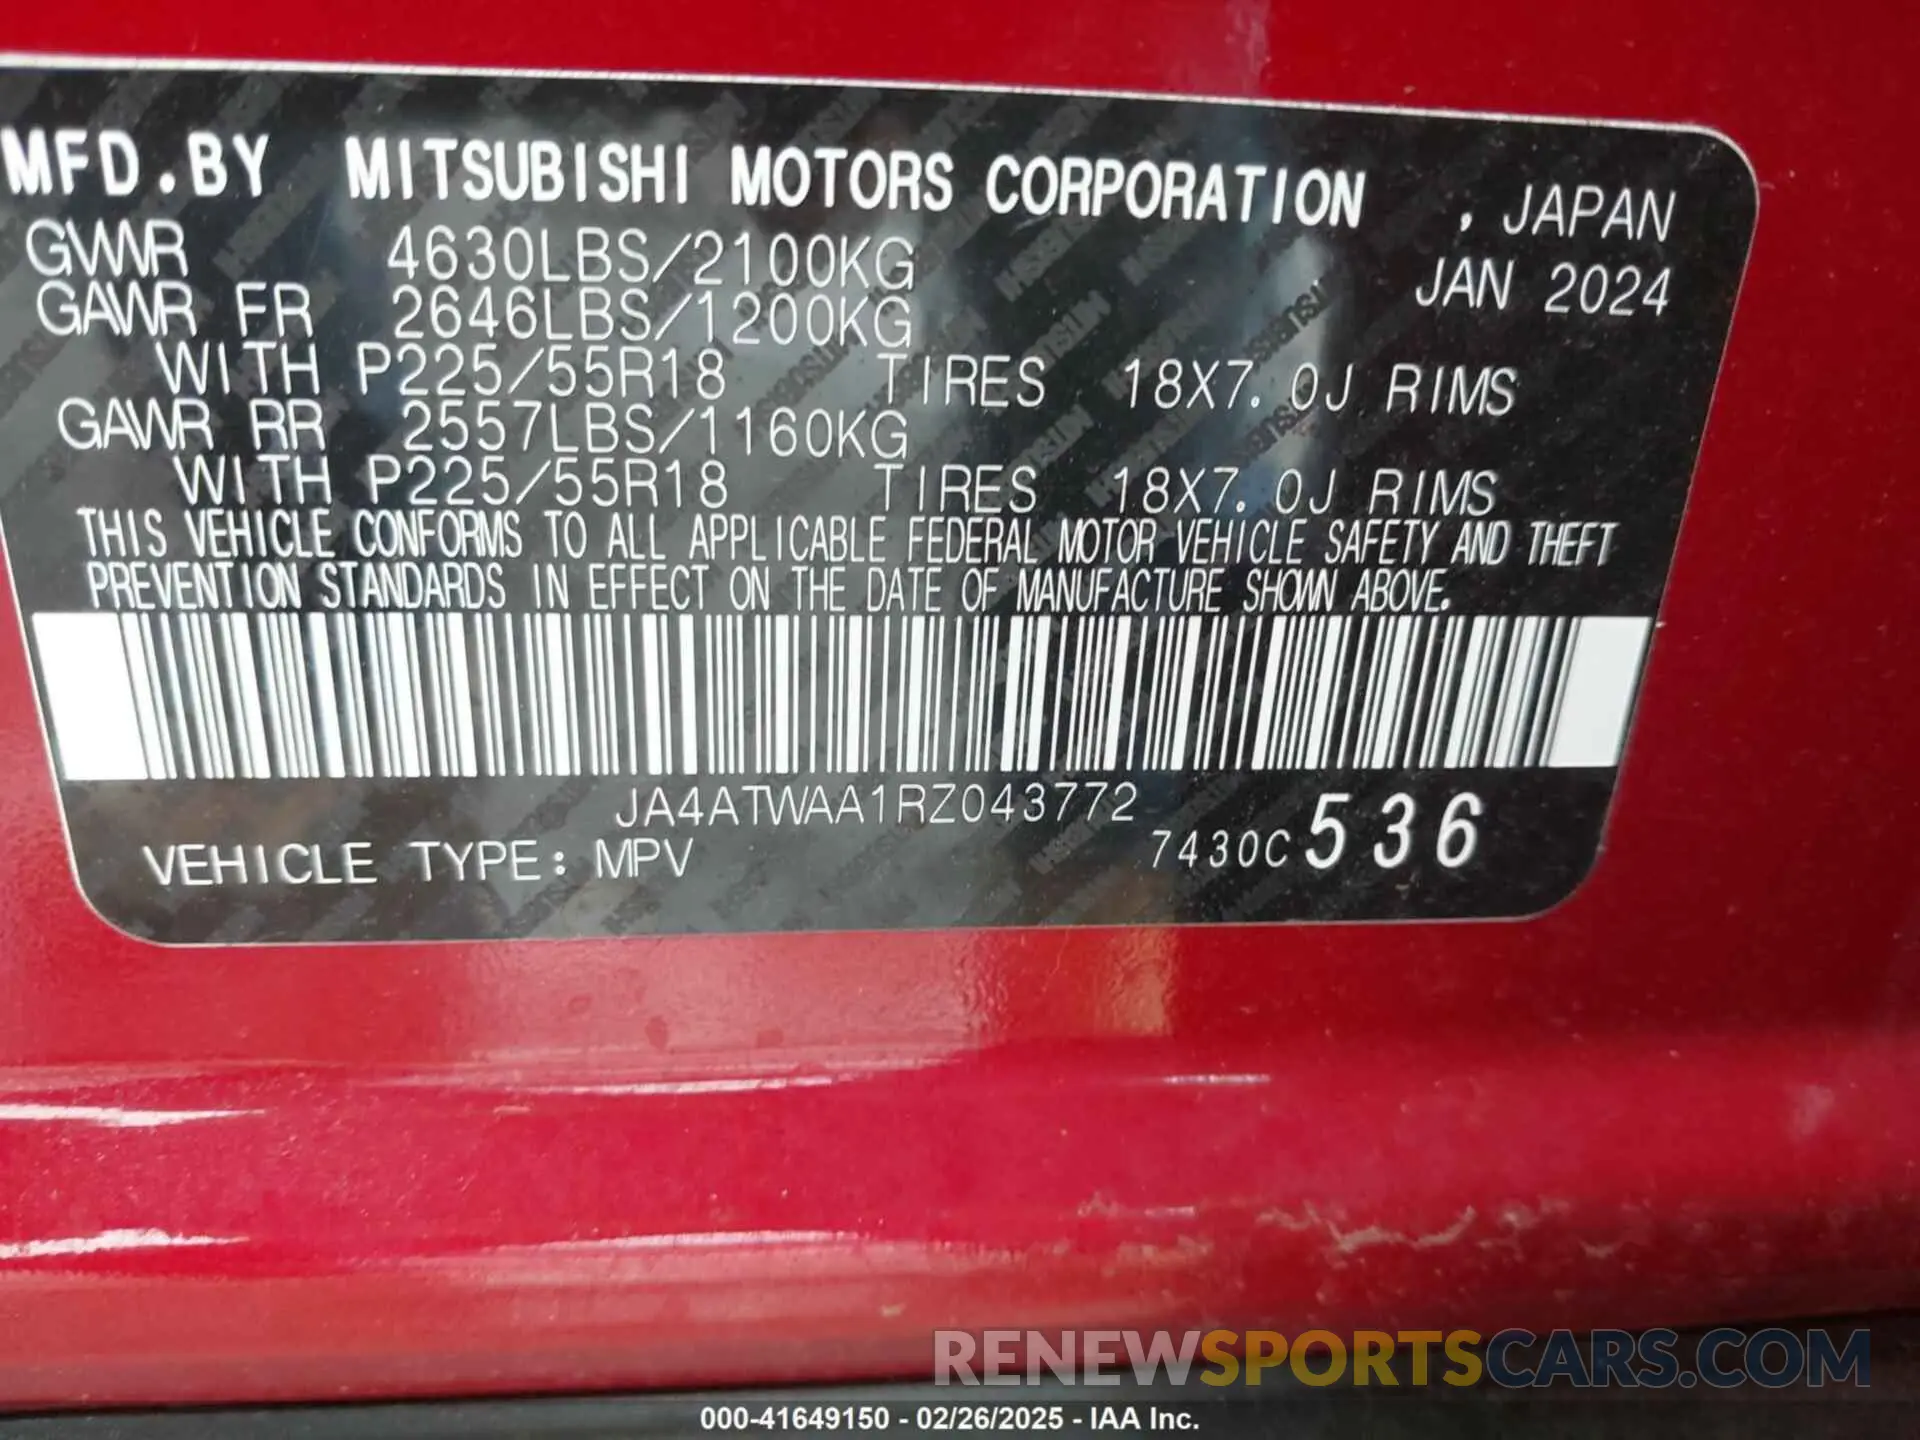 MFD.BY MITSUBISHI MOTORS CORPORATION , JAPAN
GVWR 4630LBS/2100KG JAN 2024
GAWR FR 2646LBS/1200KG
WITH P225/55R18 TIRES 18X7.0J RIMS
GAWR RR 2557LBS/1160KG
WITH P225/55R18 TIRES 18X7.0J RIMS
THIS VEHICLE CONFORMS TO ALL APPLICABLE FEDERAL MOTOR VEHICLE SAFETY AND THEFT
PREVENTION STANDARDS IN EFFECT ON THE DATE OF MANUFACTURE SHOWN ABOVE.
JA4ATWAA1RZ043772
VEHICLE TYPE: MPV 7430C 536
RENEWSPORTSCARS.COM
000-41649150 - 02/26/2025 - IAA Inc.